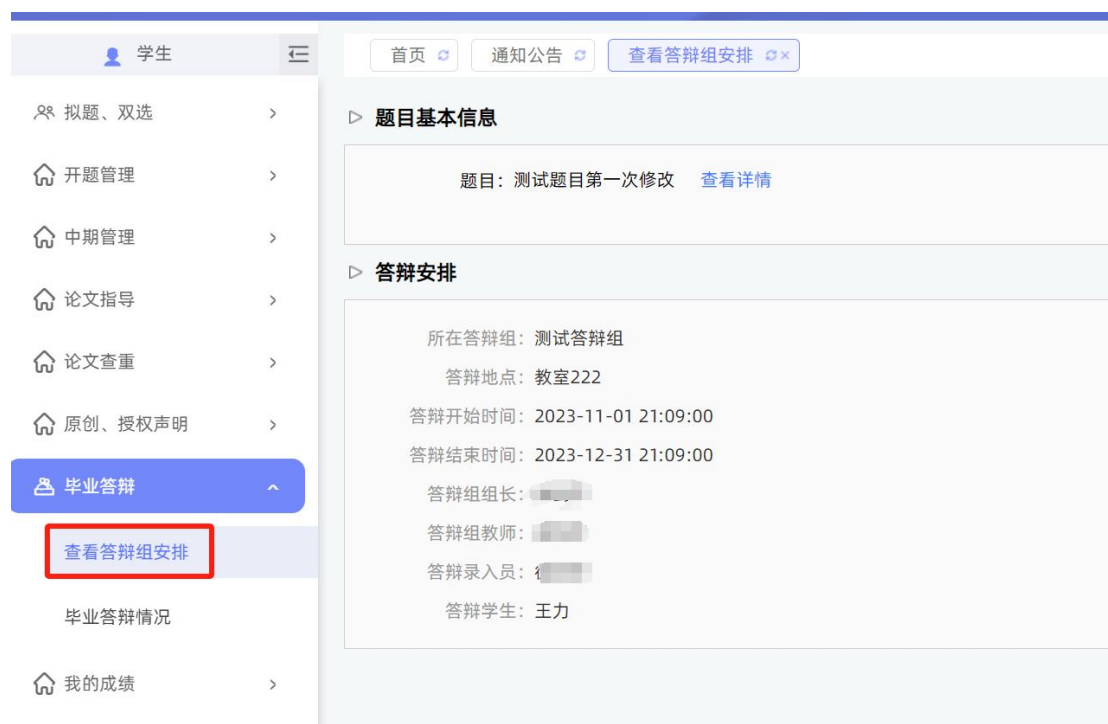 学生
首页
通知公告
查看答辩组安排
拟题、双选
开题管理
中期管理
论文指导
论文查重
原创、授权声明
毕业答辩
查看答辩组安排
毕业答辩情况
我的成绩
题目基本信息
题目：测试题目第一次修改 查看详情
答辩安排
所在答辩组：测试答辩组
答辩地点：教室222
答辩开始时间：2023-11-01 21:09:00
答辩结束时间：2023-12-31 21:09:00
答辩组组长：
答辩组教师：
答辩录入员：
答辩学生：王力